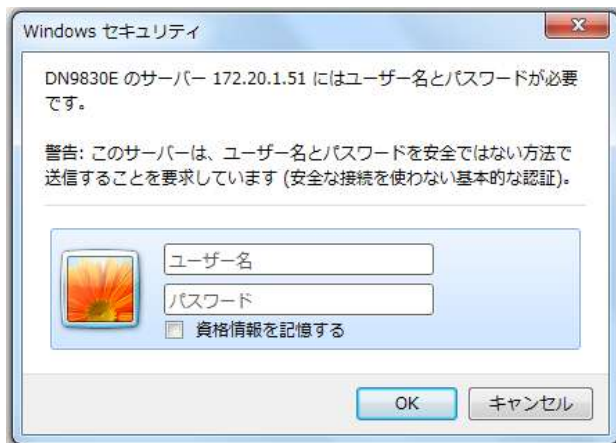 Windows セキュリティ
DN9830E のサーバー 172.20.1.51 にはユーザー名とパスワードが必要
です。
警告: このサーバーは、ユーザー名とパスワードを安全ではない方法で
送信することを要求しています (安全な接続を使わない基本的な認証)。
ユーザー名
パスワード
資格情報を記憶する
OK
キャンセル